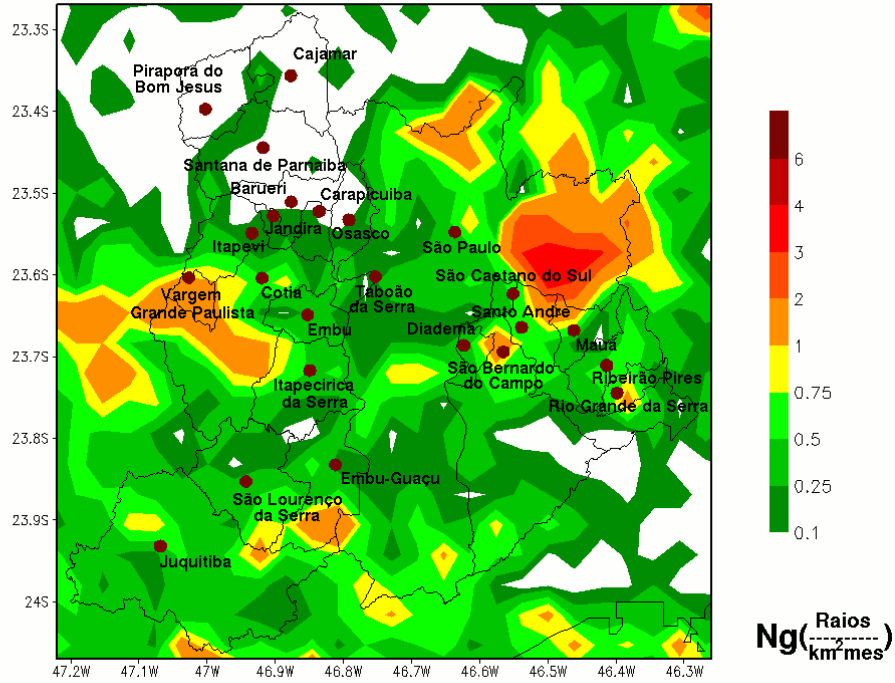 23.3S
Cajamar
Pirapora do
Bom Jesus
23.4S
Santana de Parnaiba
23.5S
Barueri
Carapicuiba
Jandira
Osasco
Itapevi
São Paulo
23.6S
São Caetano do Sul
Vargem
Grande Paulista
Cotia
Taboão
da Serra
Santo Andre
Embu
Diadema
Mauá
23.7S
São Bernardo
do Campo
Ribeirão Pires
Itapecirica
da Serra
Rio Grande da Serra
23.8S
Embu-Guaçu
São Lourenço
da Serra
23.9S
Juquitiba
24S
47.2W 47.1W 47W 46.9W 46.8W 46.7W 46.6W 46.5W 46.4W 46.3W
6
4
3
2
1
0.75
0.5
0.25
0.1
Ng(Raios
km²mes)